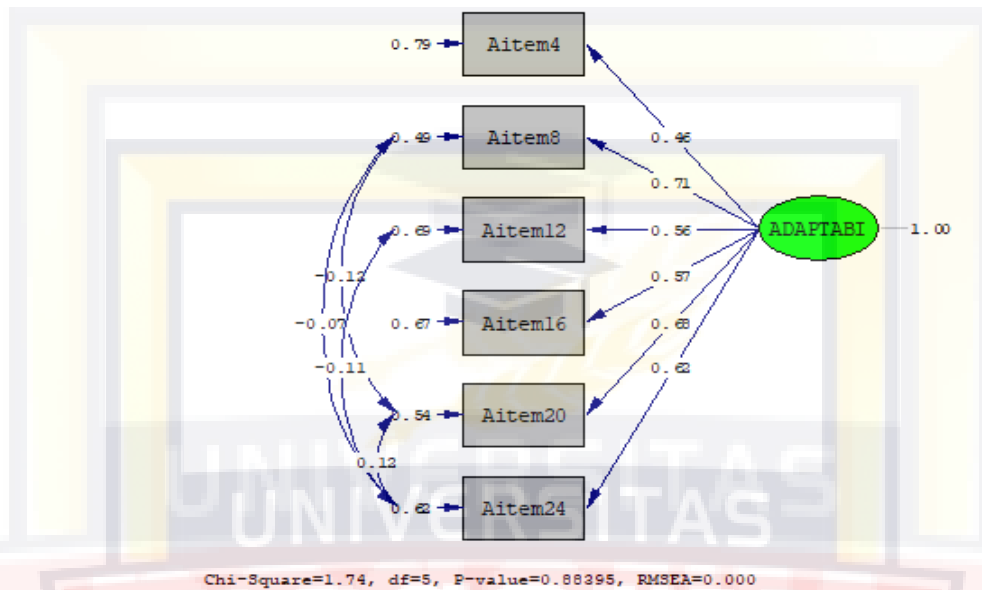 0.79 Aitem4
0.46
0.49 Aitem8
0.71
0.69 Aitem12 0.56 ADAPTABI 1.00
-0.12
-0.07 0.67 Aitem16 0.57
0.68
-0.11 0.62
0.54 Aitem20
0.12
0.62 Aitem24
UNIVERSITAS
UNIVERSITAS
Chi-Square=1.74, df=5, P-value=0.88395, RMSEA=0.000